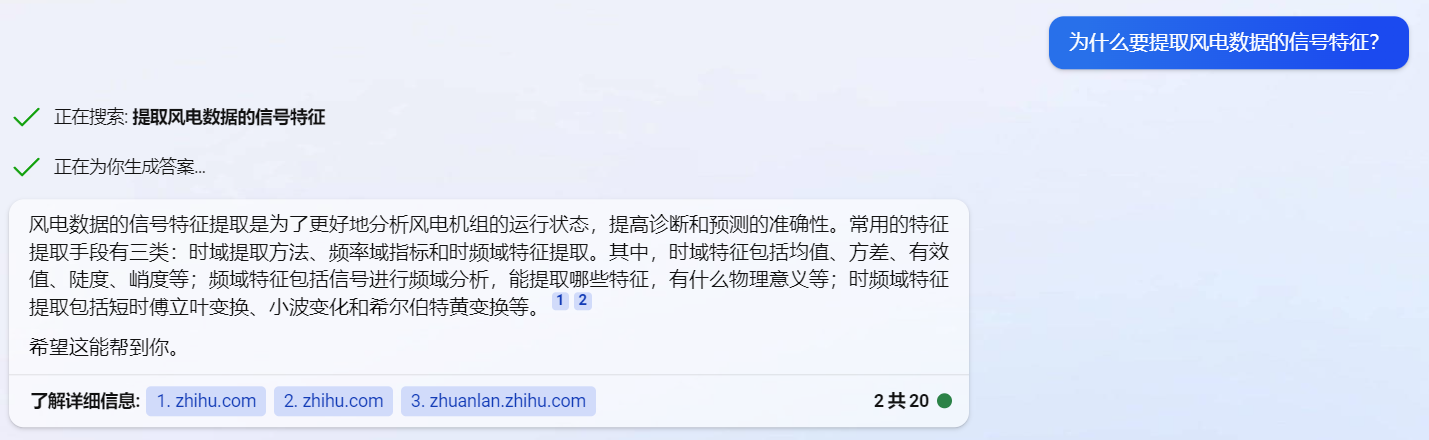 为什么要提取风电数据的信号特征？
正在搜索: 提取风电数据的信号特征
正在为你生成答案...
风电数据的信号特征提取是为了更好地分析风电机组的运行状态，提高诊断和预测的准确性。常用的特征
提取手段有三类：时域提取方法、频率域指标和时频域特征提取。其中，时域特征包括均值、方差、有效
值、陡度、峭度等；频域特征包括信号进行频域分析，能提取哪些特征，有什么物理意义等；时频域特征
提取包括短时傅立叶变换、小波变化和希尔伯特黄变换等。 1 2
希望这能帮到你。
了解详细信息: 1. zhihu.com 2. zhihu.com 3. zhuanlan.zhihu.com 2 共 20